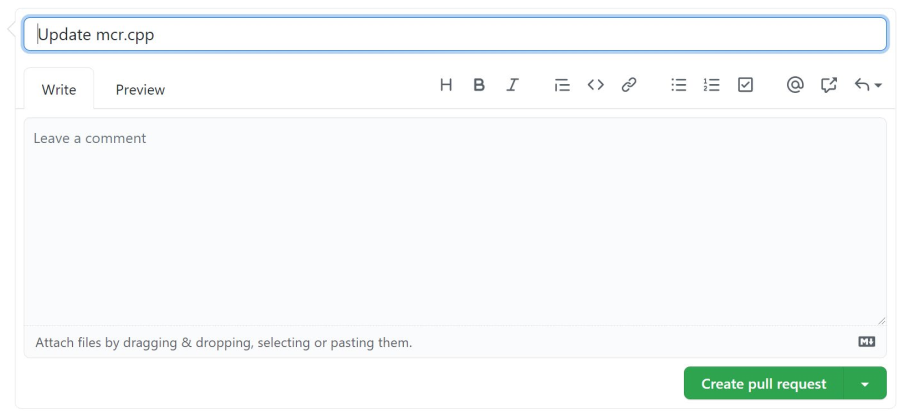 Update mcr.cpp
Write
Preview
H B I <> @
Leave a comment
Attach files by dragging & dropping, selecting or pasting them.
M
Create pull request